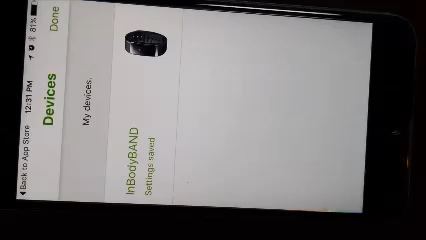 Back to App Store 12:31 PM 81%
Devices Done
My devices.
InBodyBAND
Settings saved